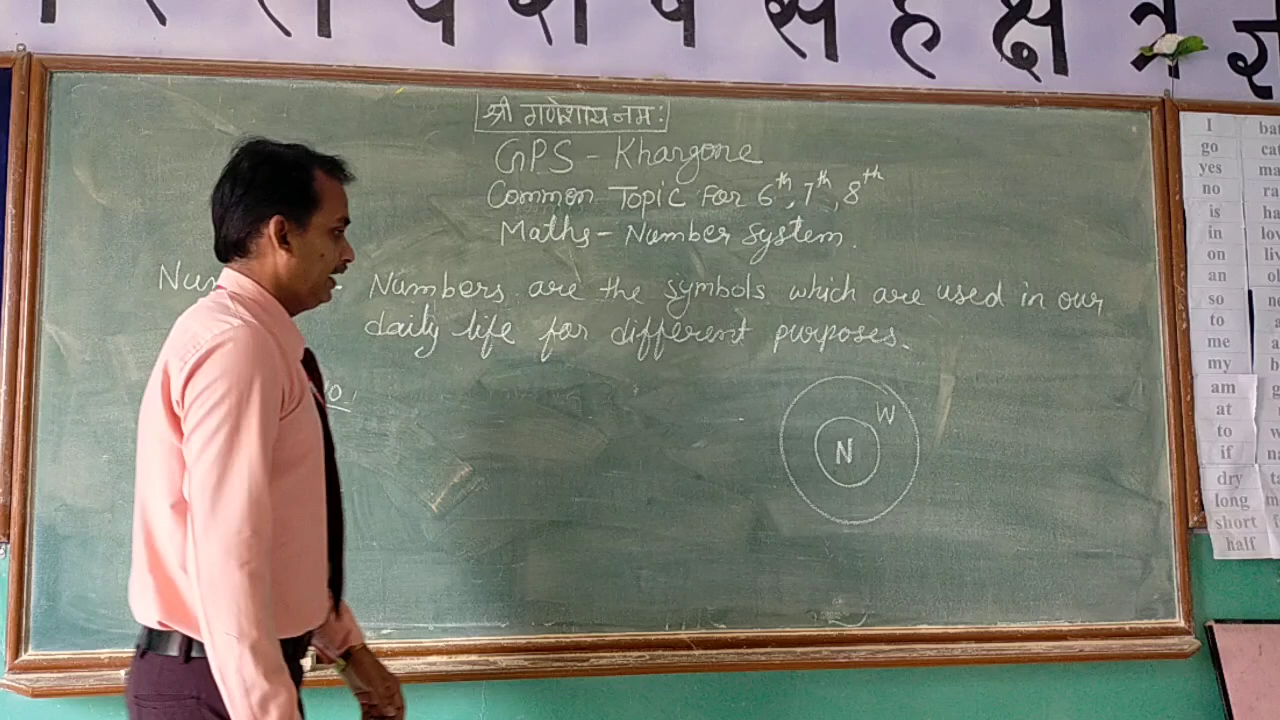 स ह क्ष त्र ज्ञ
श्री गणेशाय नम:
GPS - Khargone
Common Topic For 6th, 7th, 8th
Maths - Number System.
Numbers are the symbols which are used in our
daily life for different purposes.
W
N
I
go
yes
no
is
in
on
an
so
to
me
my
am
at
to
if
dry
long
short
half